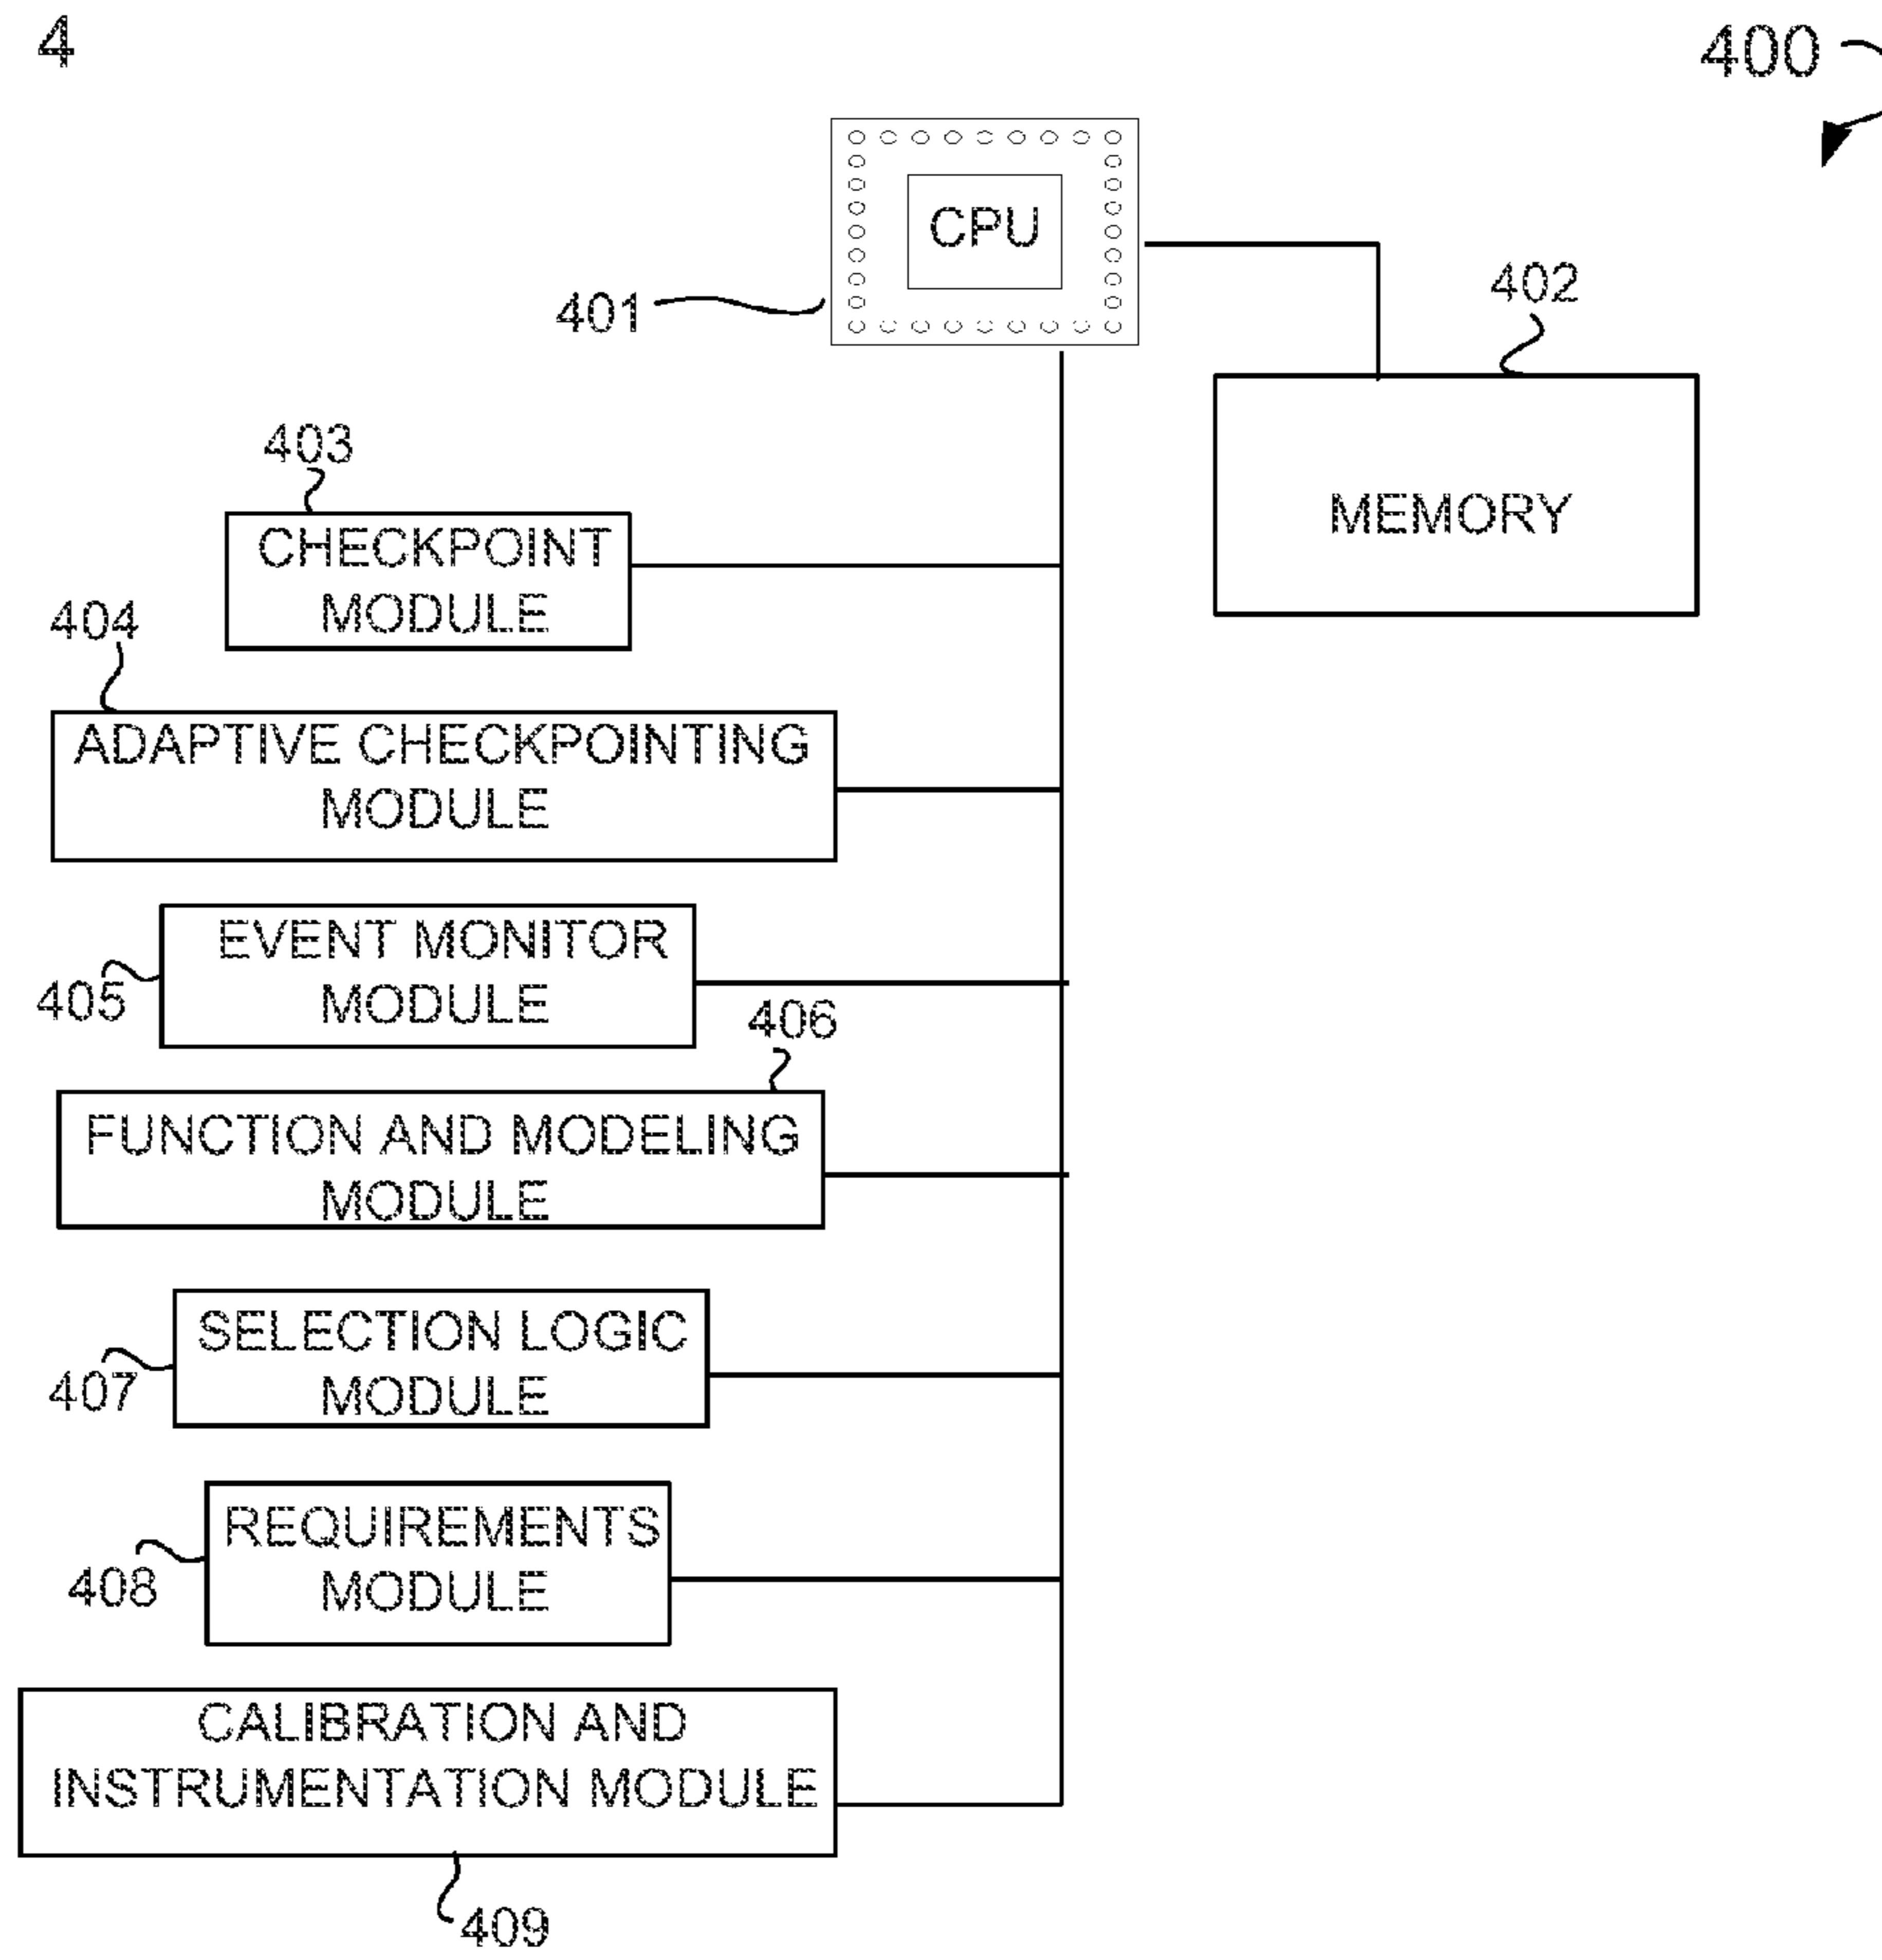 4
400
CPU
401
402
MEMORY
403
CHECKPOINT
MODULE
404
ADAPTIVE CHECKPOINTING
MODULE
EVENT MONITOR
MODULE
405
406
FUNCTION AND MODELING
MODULE
SELECTION LOGIC
MODULE
407
REQUIREMENTS
MODULE
408
CALIBRATION AND
INSTRUMENTATION MODULE
409